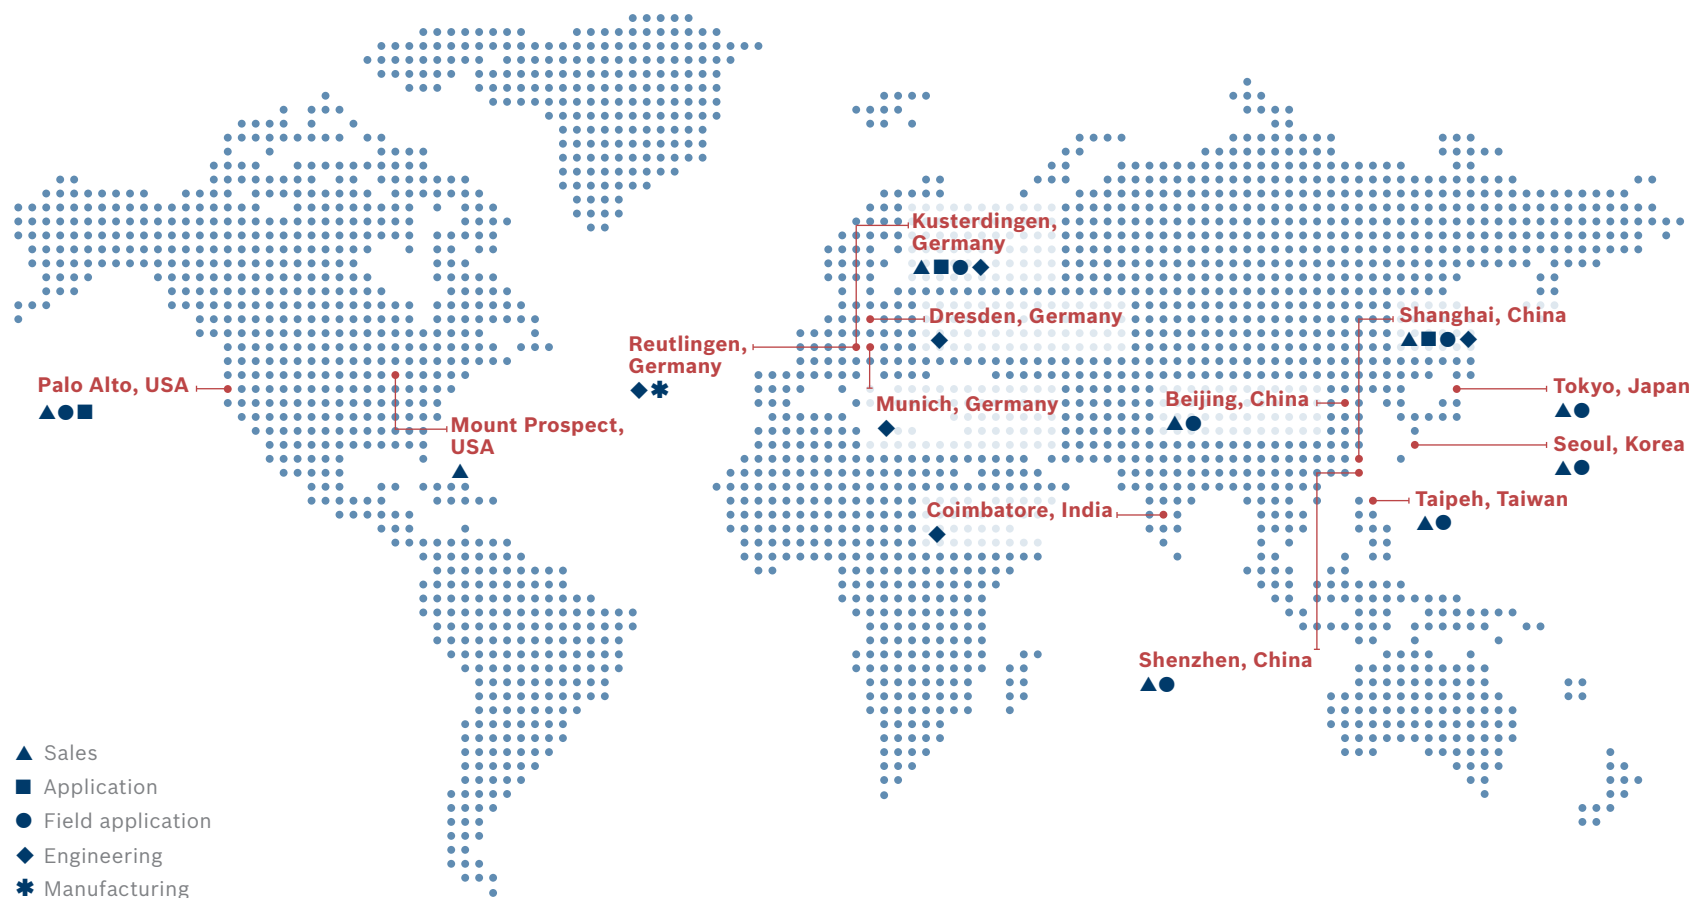 Kusterdingen,
Germany
Dresden, Germany
Shanghai, China
Reutlingen,
Germany
Palo Alto, USA
Munich, Germany
Beijing, China
Tokyo, Japan
Mount Prospect,
USA
Seoul, Korea
Coimbatore, India
Taipeh, Taiwan
Shenzhen, China
Sales
Application
Field application
Engineering
Manufacturing